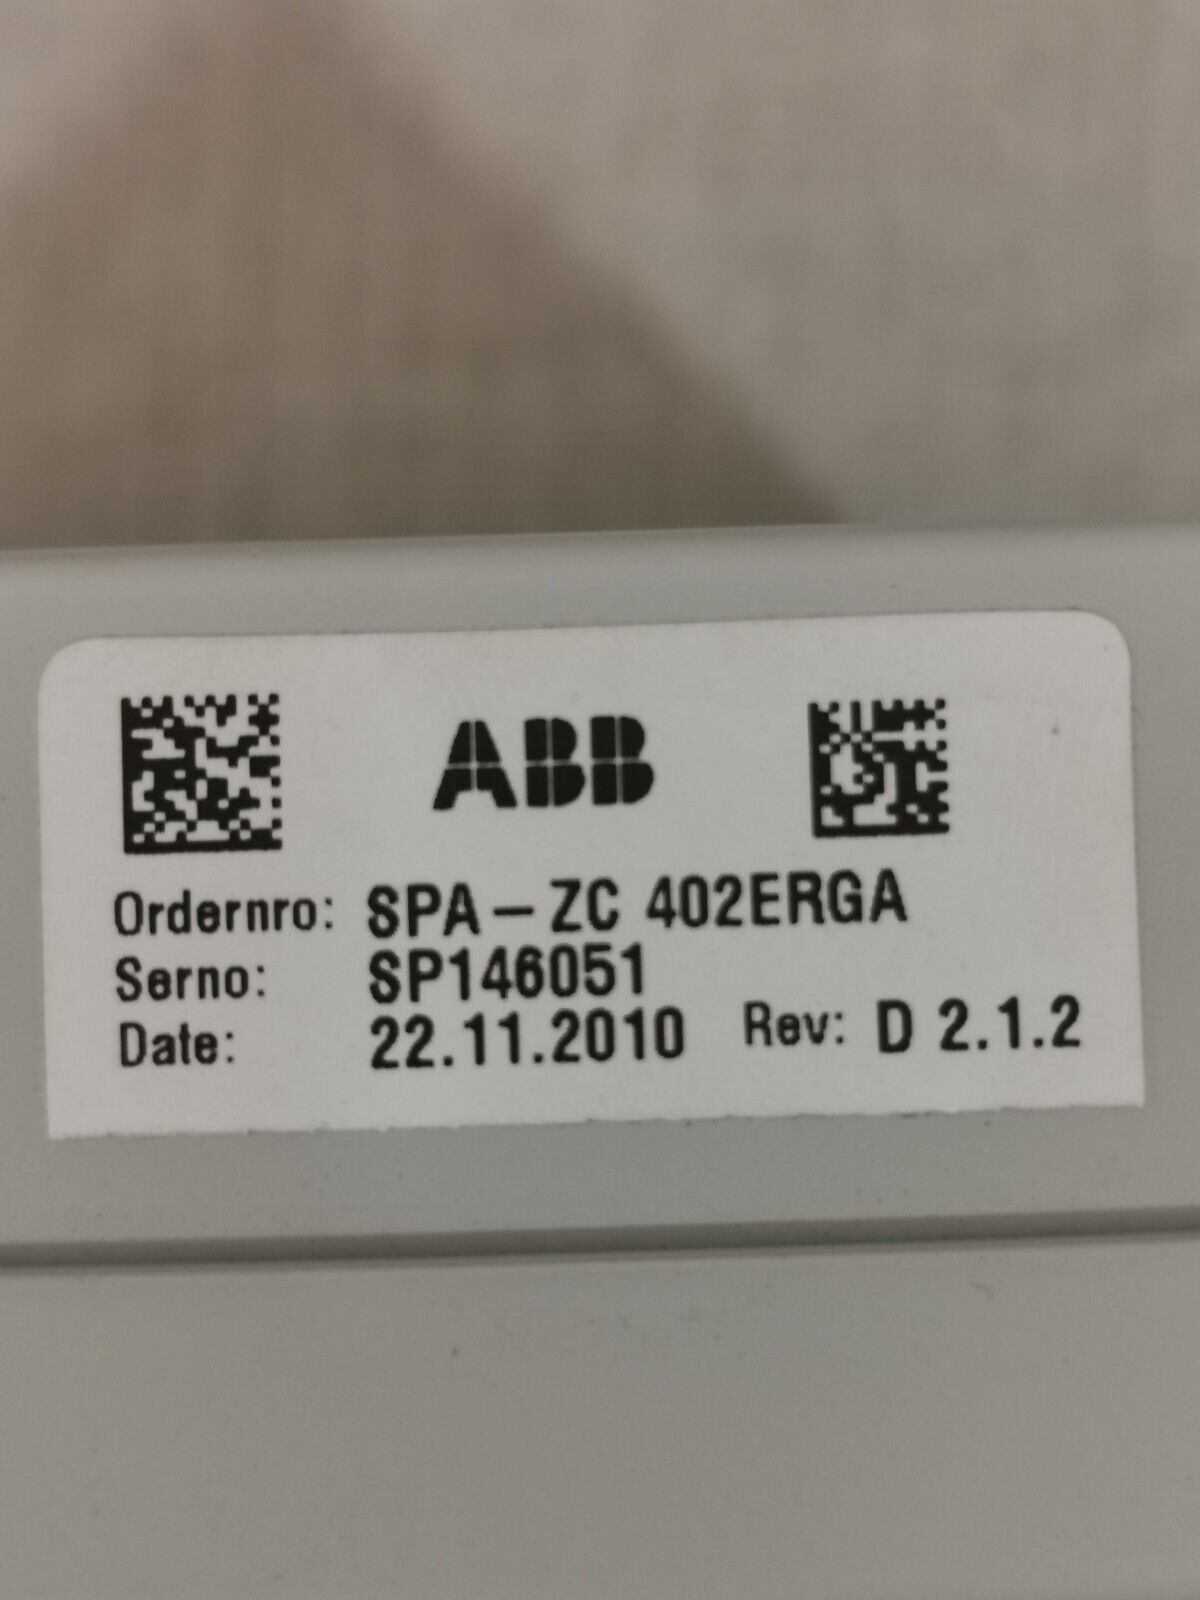 ABB
Ordernro: SPA-ZC 402ERGA
Serno: SP146051
Date: 22.11.2010 Rev: D 2.1.2